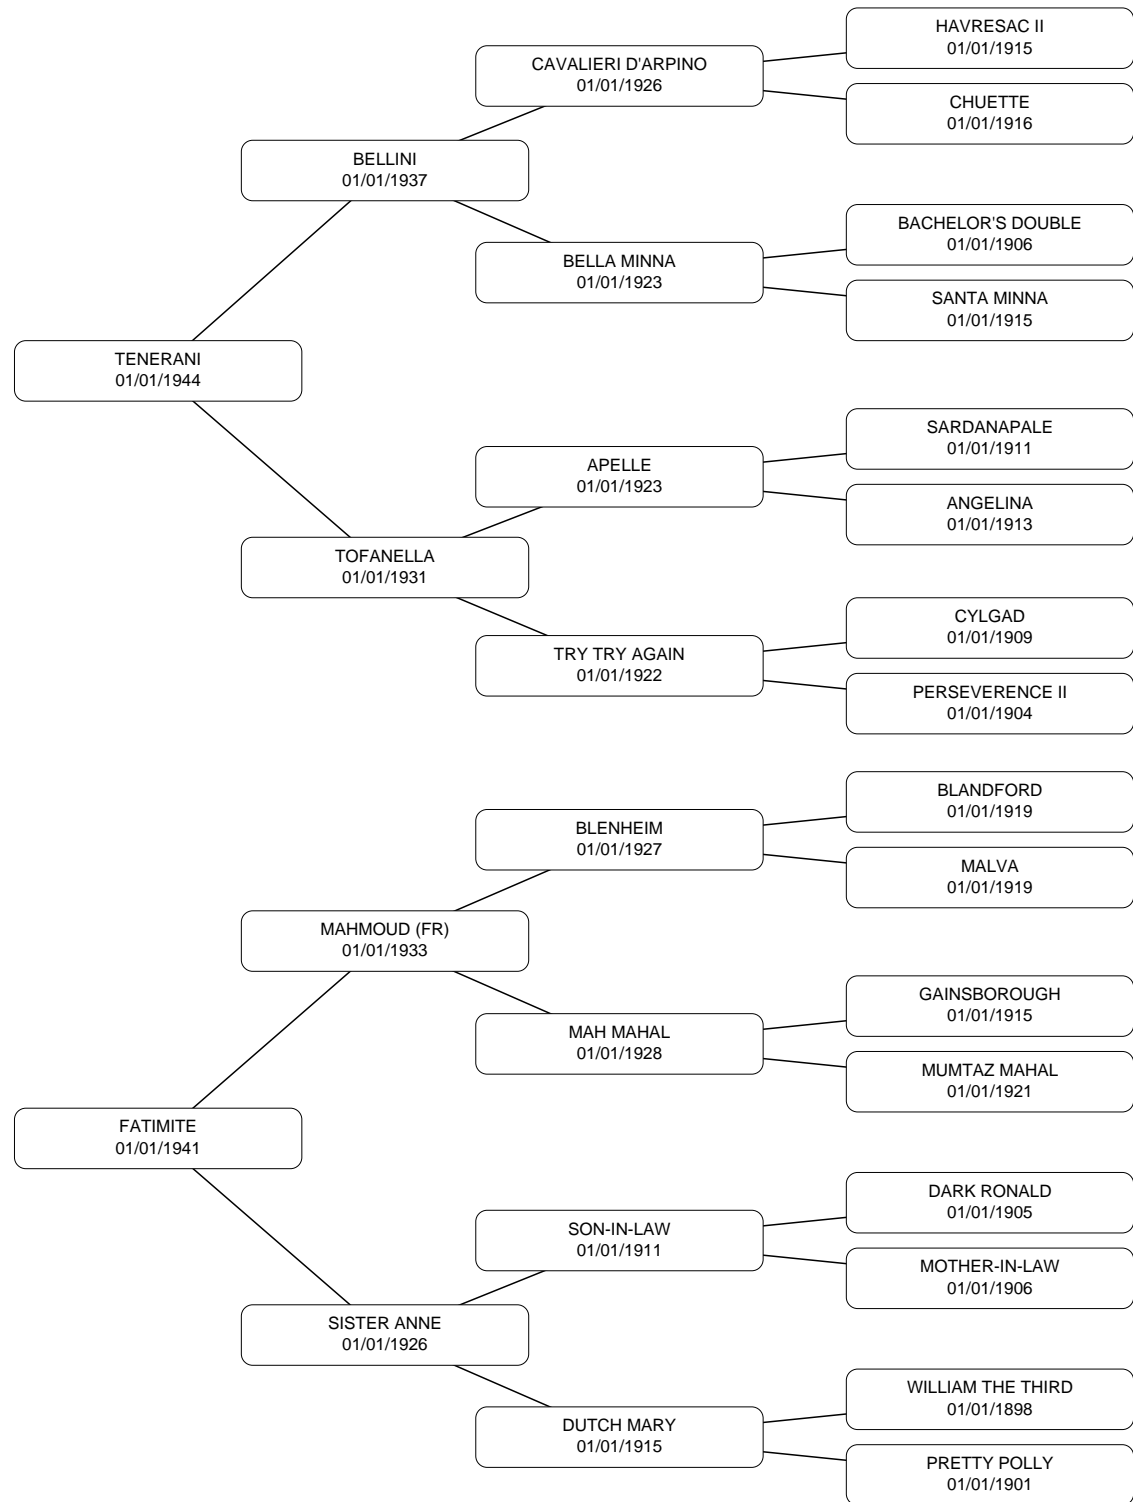 HAVRESAC II
01/01/1915
CAVALIERI D'ARPINO
01/01/1926
CHUETTE
01/01/1916
BELLINI
01/01/1937
BACHELOR'S DOUBLE
01/01/1906
BELLA MINNA
01/01/1923
SANTA MINNA
01/01/1915
TENERANI
01/01/1944
SARDANAPALE
01/01/1911
APELLE
01/01/1923
ANGELINA
01/01/1913
TOFANELLA
01/01/1931
CYLGAD
01/01/1909
TRY TRY AGAIN
01/01/1922
PERSEVERENCE II
01/01/1904
BLANDFORD
01/01/1919
BLENHEIM
01/01/1927
MALVA
01/01/1919
MAHMOUD (FR)
01/01/1933
GAINSBOROUGH
01/01/1915
MAH MAHAL
01/01/1928
MUMTAZ MAHAL
01/01/1921
FATIMITE
01/01/1941
DARK RONALD
01/01/1905
SON-IN-LAW
01/01/1911
MOTHER-IN-LAW
01/01/1906
SISTER ANNE
01/01/1926
WILLIAM THE THIRD
01/01/1898
DUTCH MARY
01/01/1915
PRETTY POLLY
01/01/1901